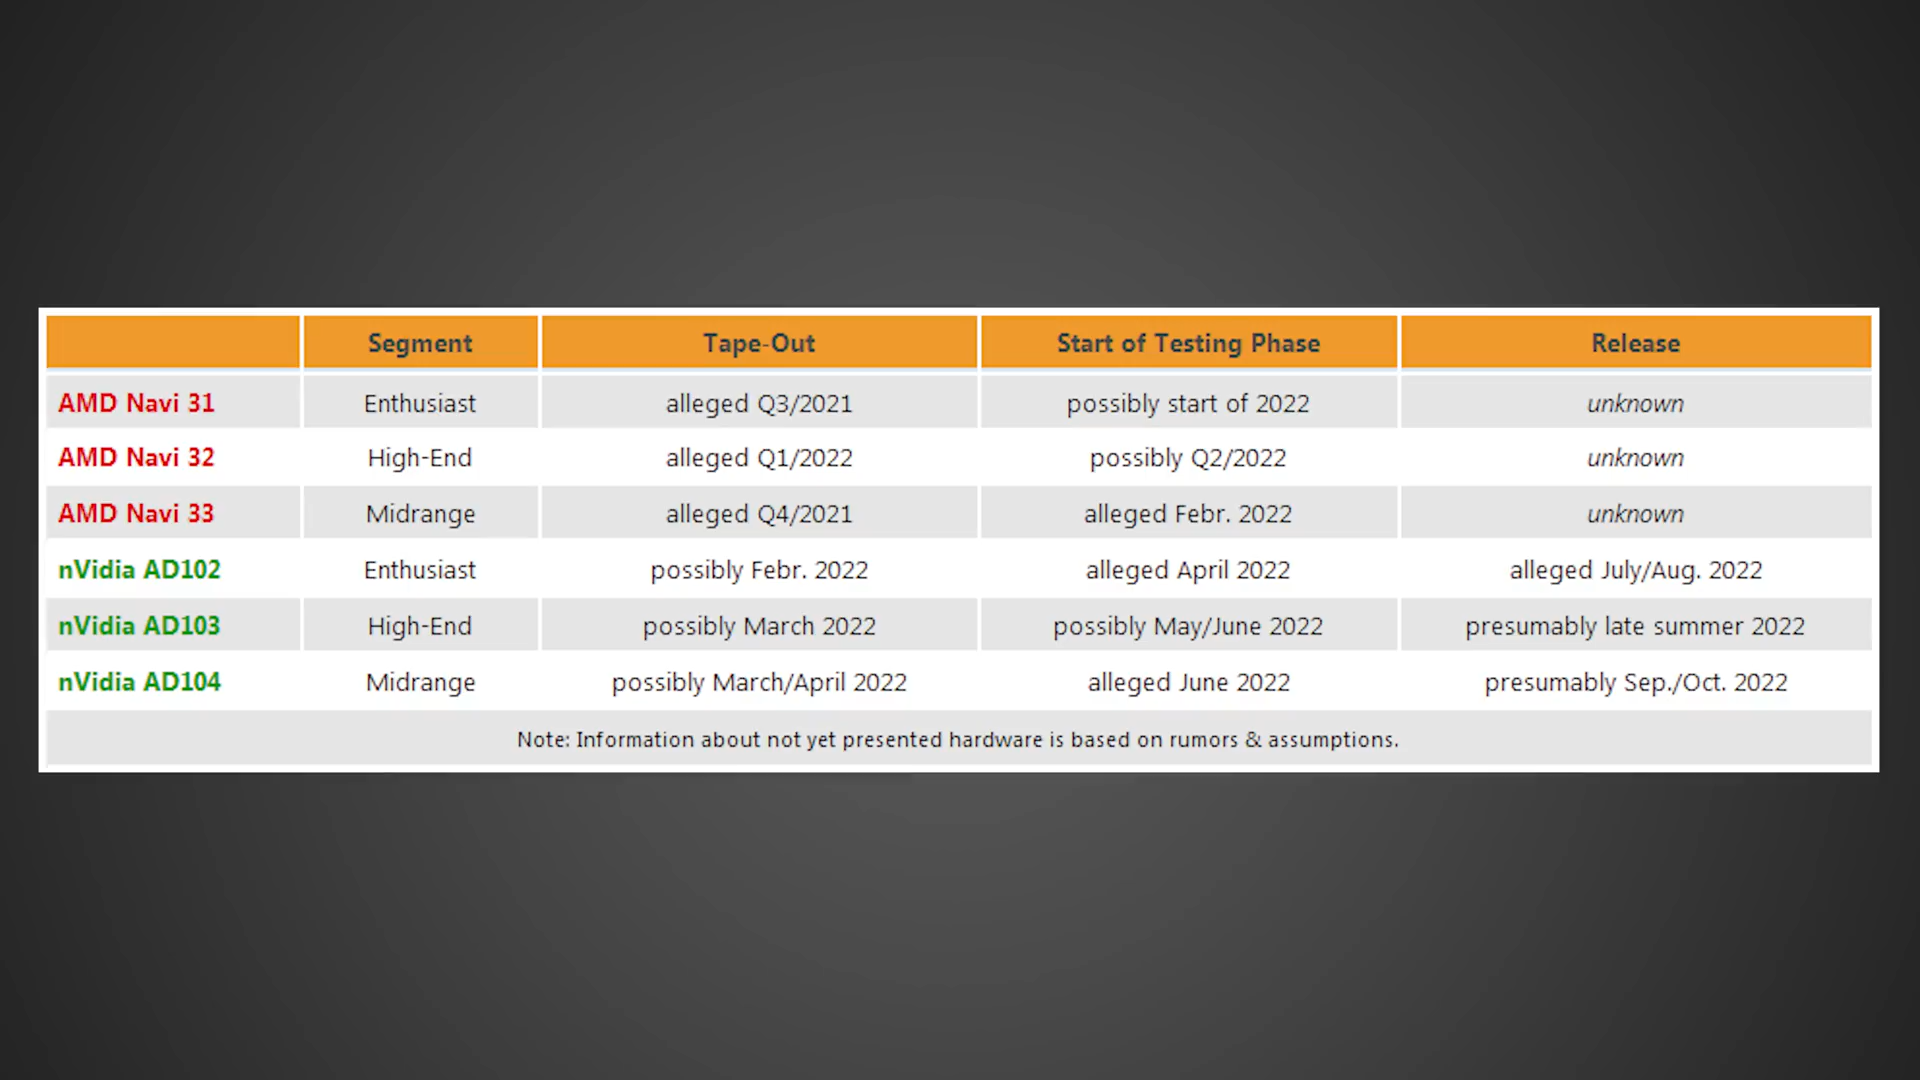 Segment Tape-Out Start of Testing Phase Release
AMD Navi 31 Enthusiast alleged Q3/2021 possibly start of 2022 unknown
AMD Navi 32 High-End alleged Q1/2022 possibly Q2/2022 unknown
AMD Navi 33 Midrange alleged Q4/2021 alleged Febr. 2022 unknown
nVidia AD102 Enthusiast possibly Febr. 2022 alleged April 2022 alleged July/Aug. 2022
nVidia AD103 High-End possibly March 2022 possibly May/June 2022 presumably late summer 2022
nVidia AD104 Midrange possibly March/April 2022 alleged June 2022 presumably Sep./Oct. 2022
Note: Information about not yet presented hardware is based on rumors & assumptions.